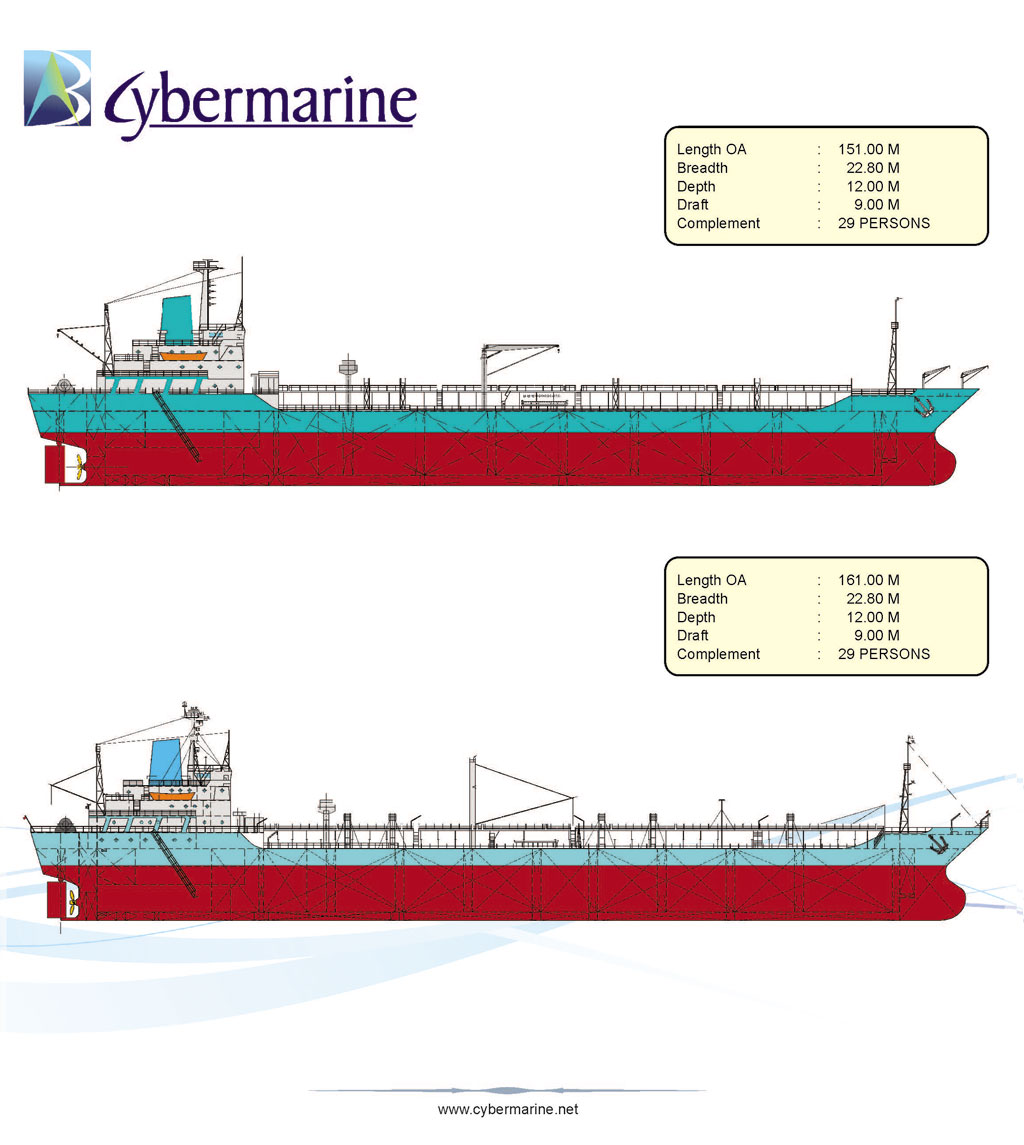 Cybermarine
Length OA : 151.00 M
Breadth : 22.80 M
Depth : 12.00 M
Draft : 9.00 M
Complement : 29 PERSONS
Length OA : 161.00 M
Breadth : 22.80 M
Depth : 12.00 M
Draft : 9.00 M
Complement : 29 PERSONS
www.cybermarine.net